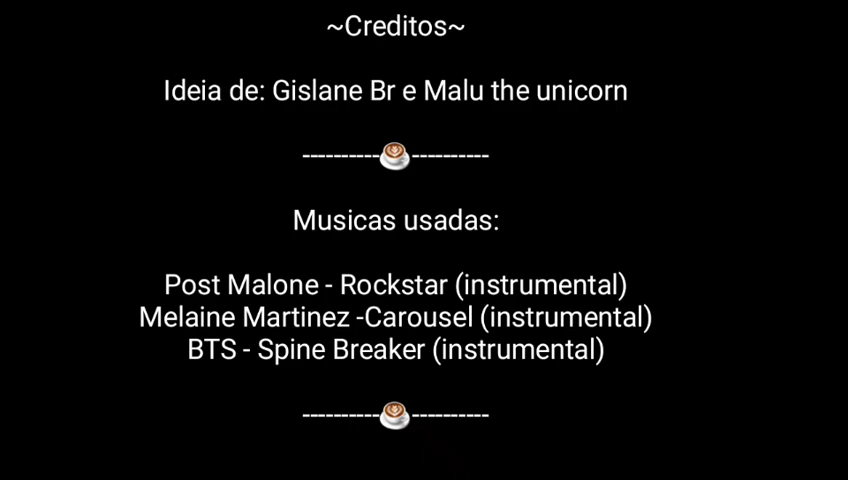 ~Creditos~
Ideia de: Gislane Br e Malu the unicorn
----------☕----------
Musicas usadas:
Post Malone - Rockstar (instrumental)
Melaine Martinez -Carousel (instrumental)
BTS - Spine Breaker (instrumental)
----------☕----------